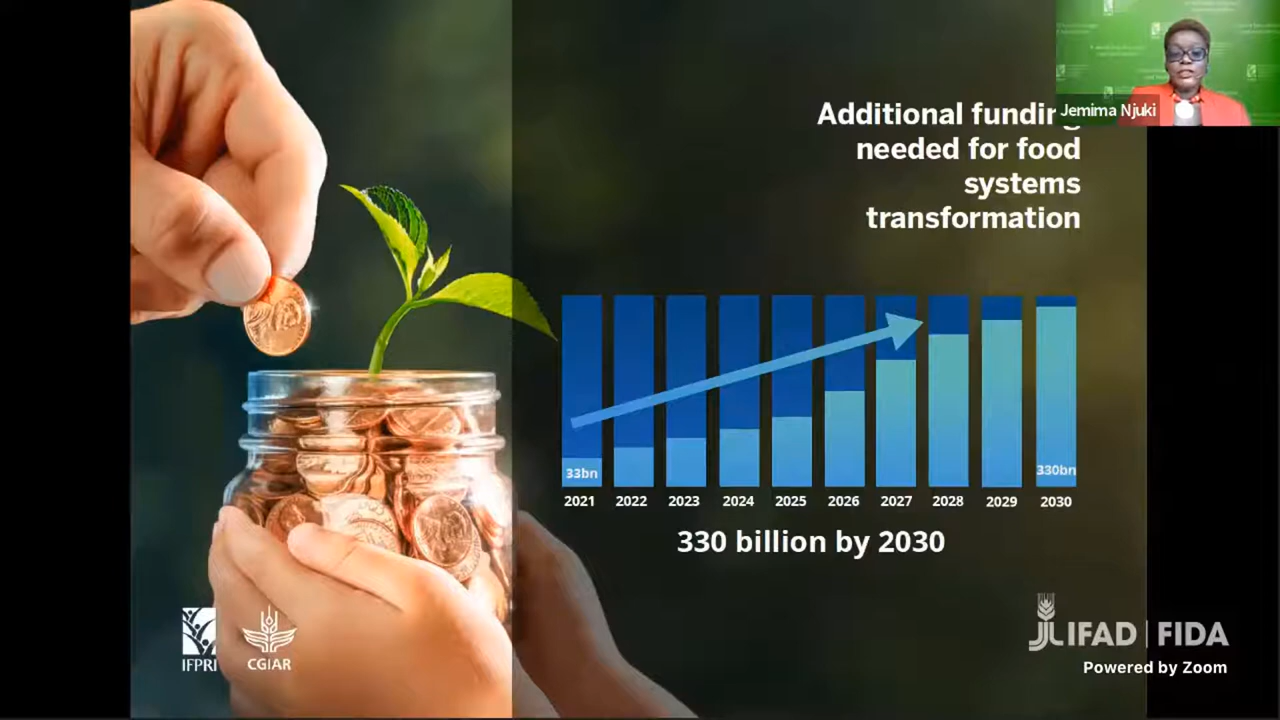 Jemima Njuki
Additional funding
needed for food
systems
transformation
33bn
330bn
2021 2022 2023 2024 2025 2026 2027 2028 2029 2030
330 billion by 2030
IFPRI
CGIAR
IFAD | FIDA
Powered by Zoom